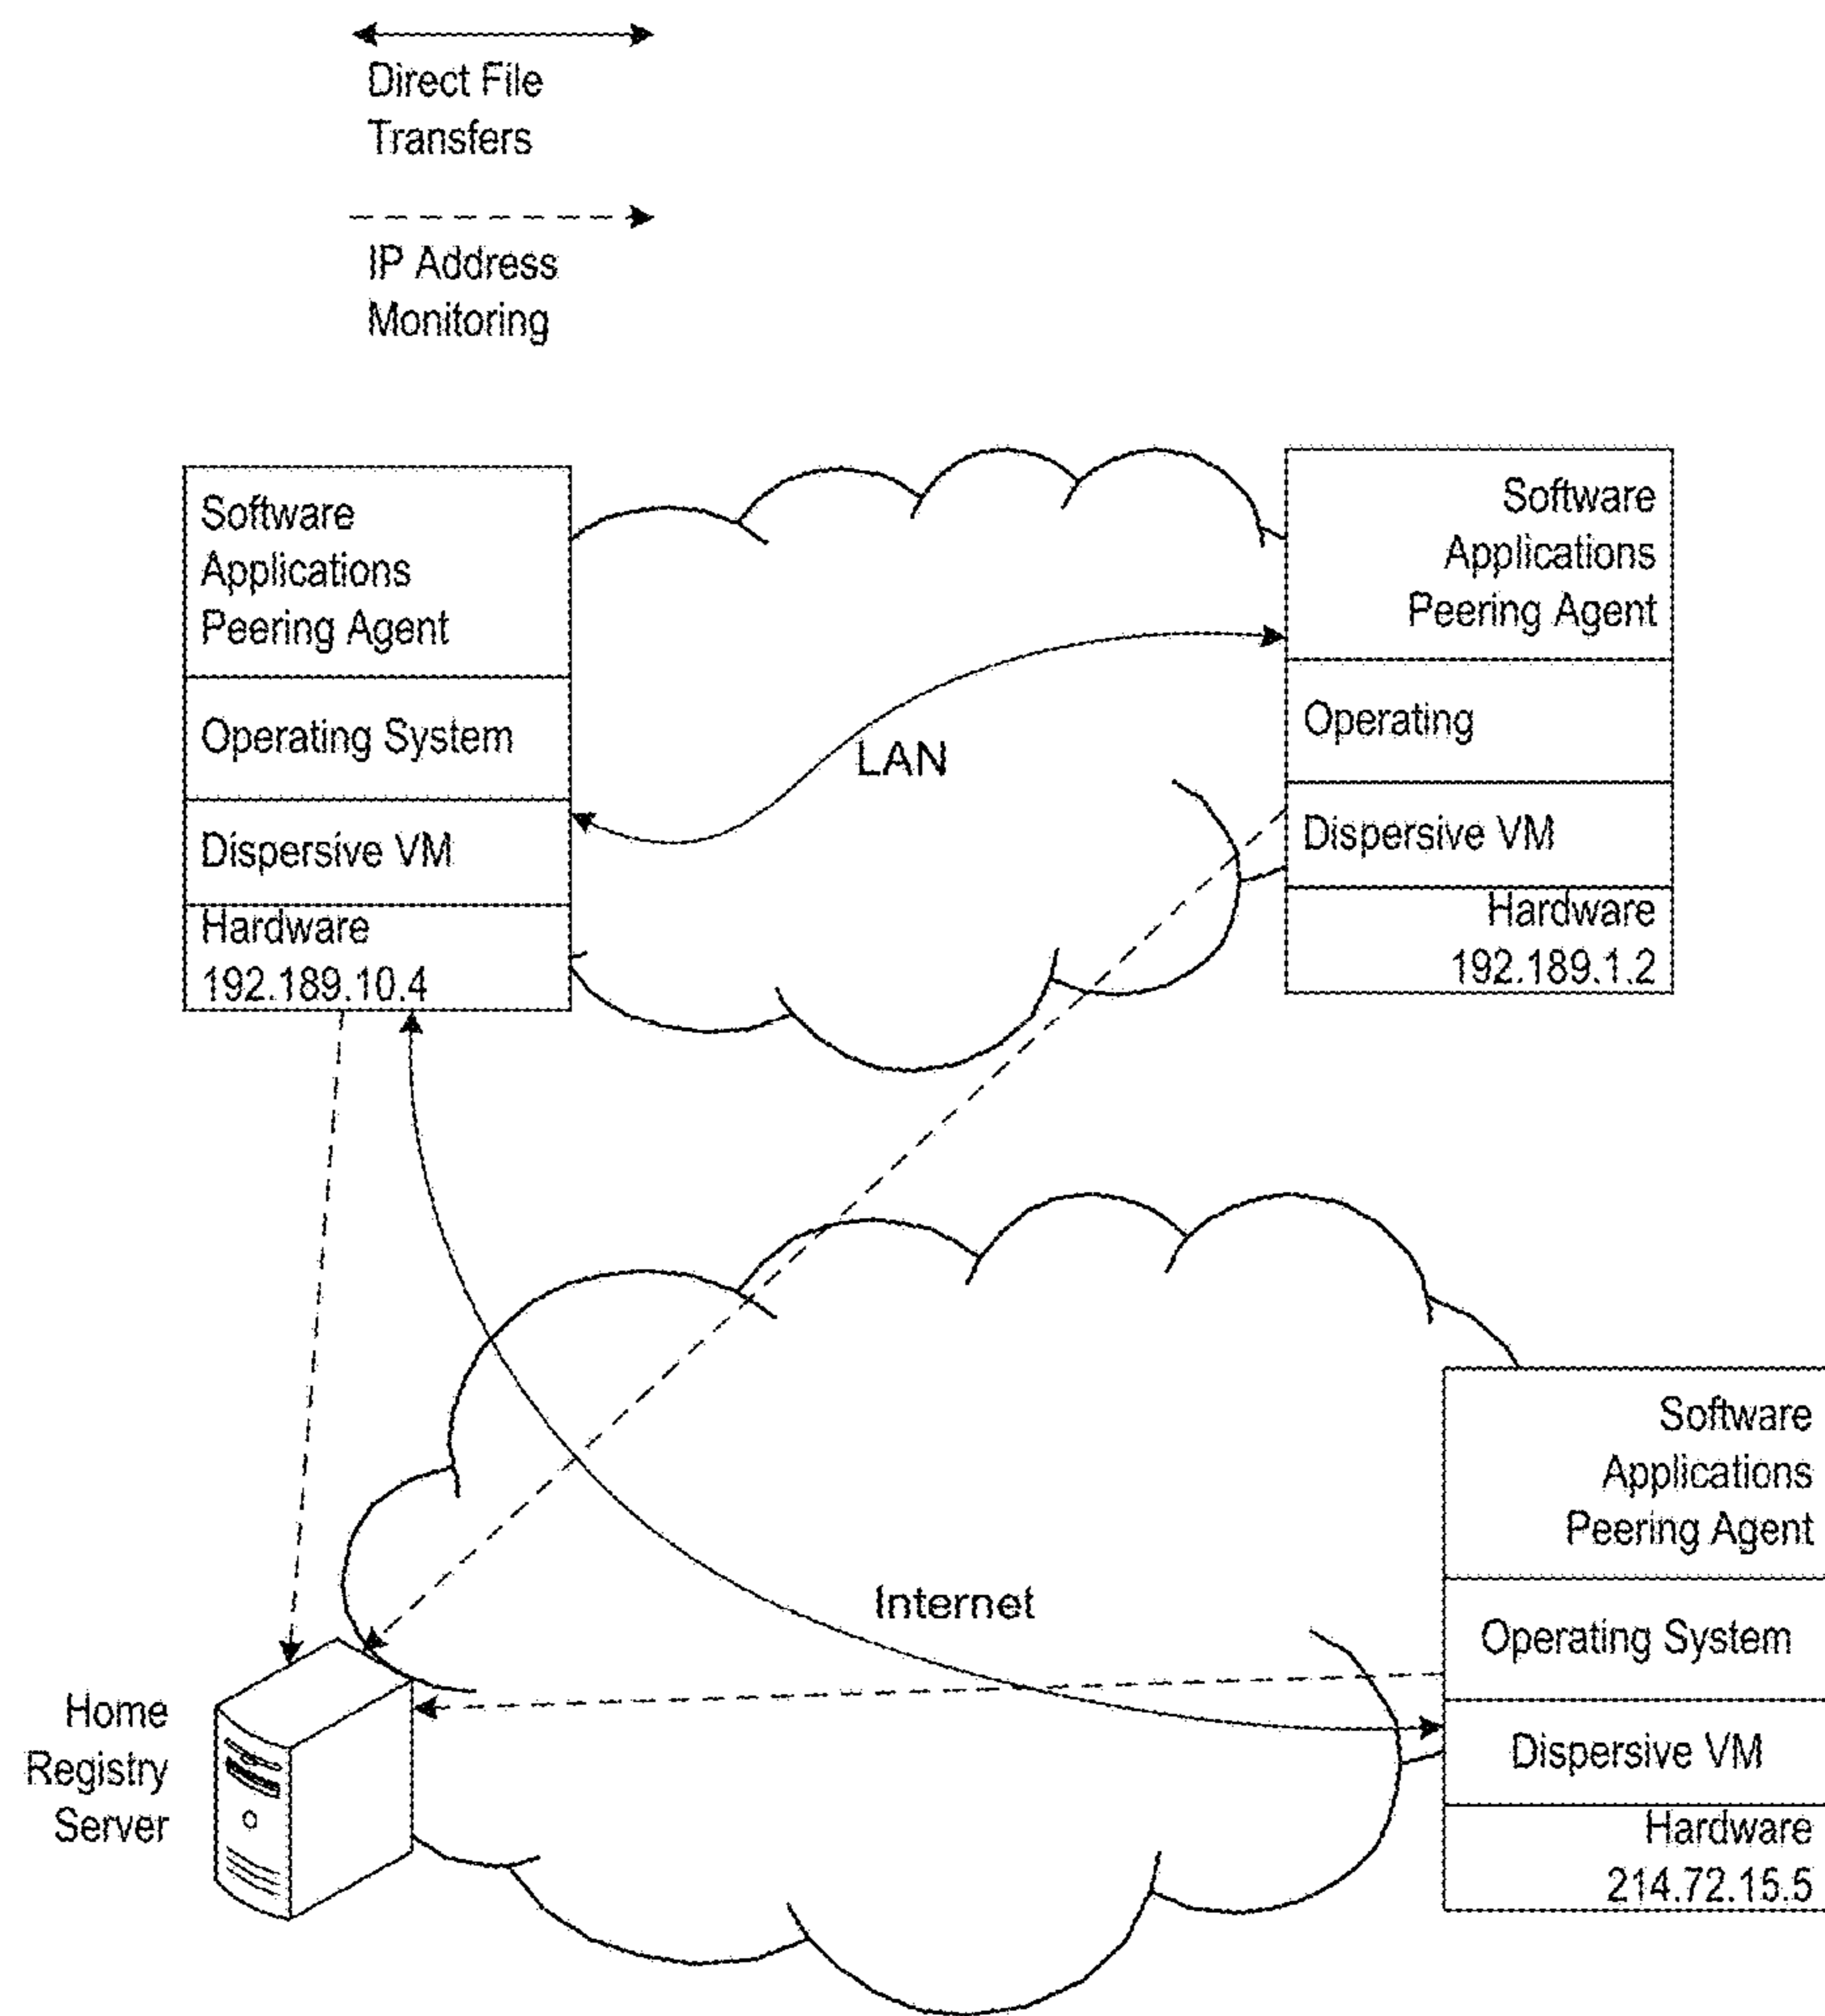 Direct File
Transfers
IP Address
Monitoring
Software
Applications
Peering Agent
Operating System
Dispersive VM
Hardware
192.189.10.4
LAN
Software
Applications
Peering Agent
Operating
Dispersive VM
Hardware
192.189.1.2
Internet
Home
Registry
Server
Software
Applications
Peering Agent
Operating System
Dispersive VM
Hardware
214.72.15.5